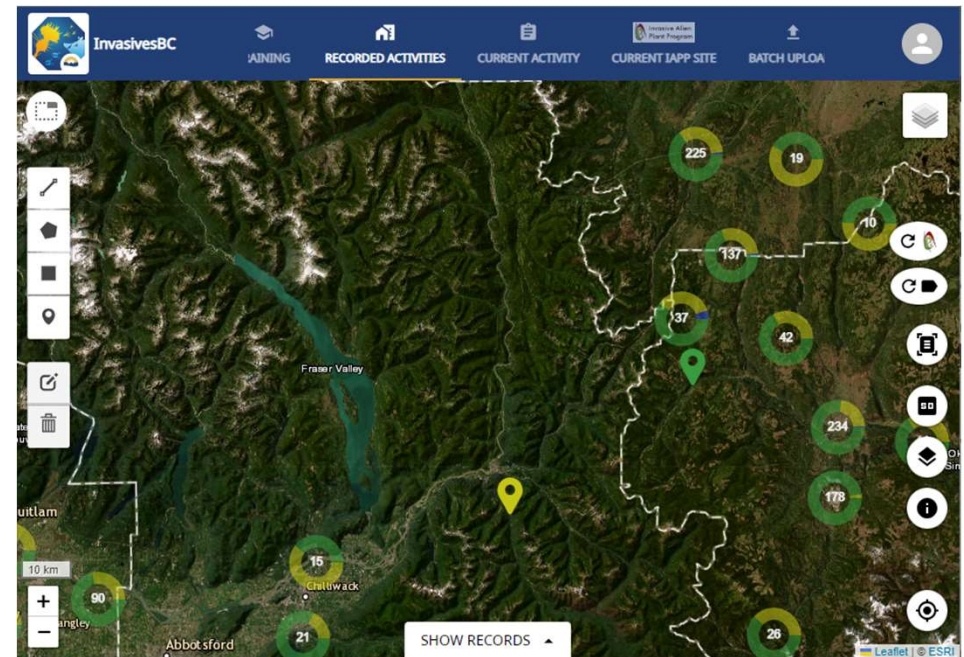 InvasivesBC
:AINING
RECORDED ACTIVITIES
CURRENT ACTIVITY
Invasive Alien
Plant Program
CURRENT IAPP SITE
BATCH UPLOA
225
19
10
137
37
42
Fraser Valley
234
178
uitlam
10 km
15
Chilliwack
90
+
angley
−
21
Abbotsford
SHOW RECORDS
26
Leaflet | © ESRI